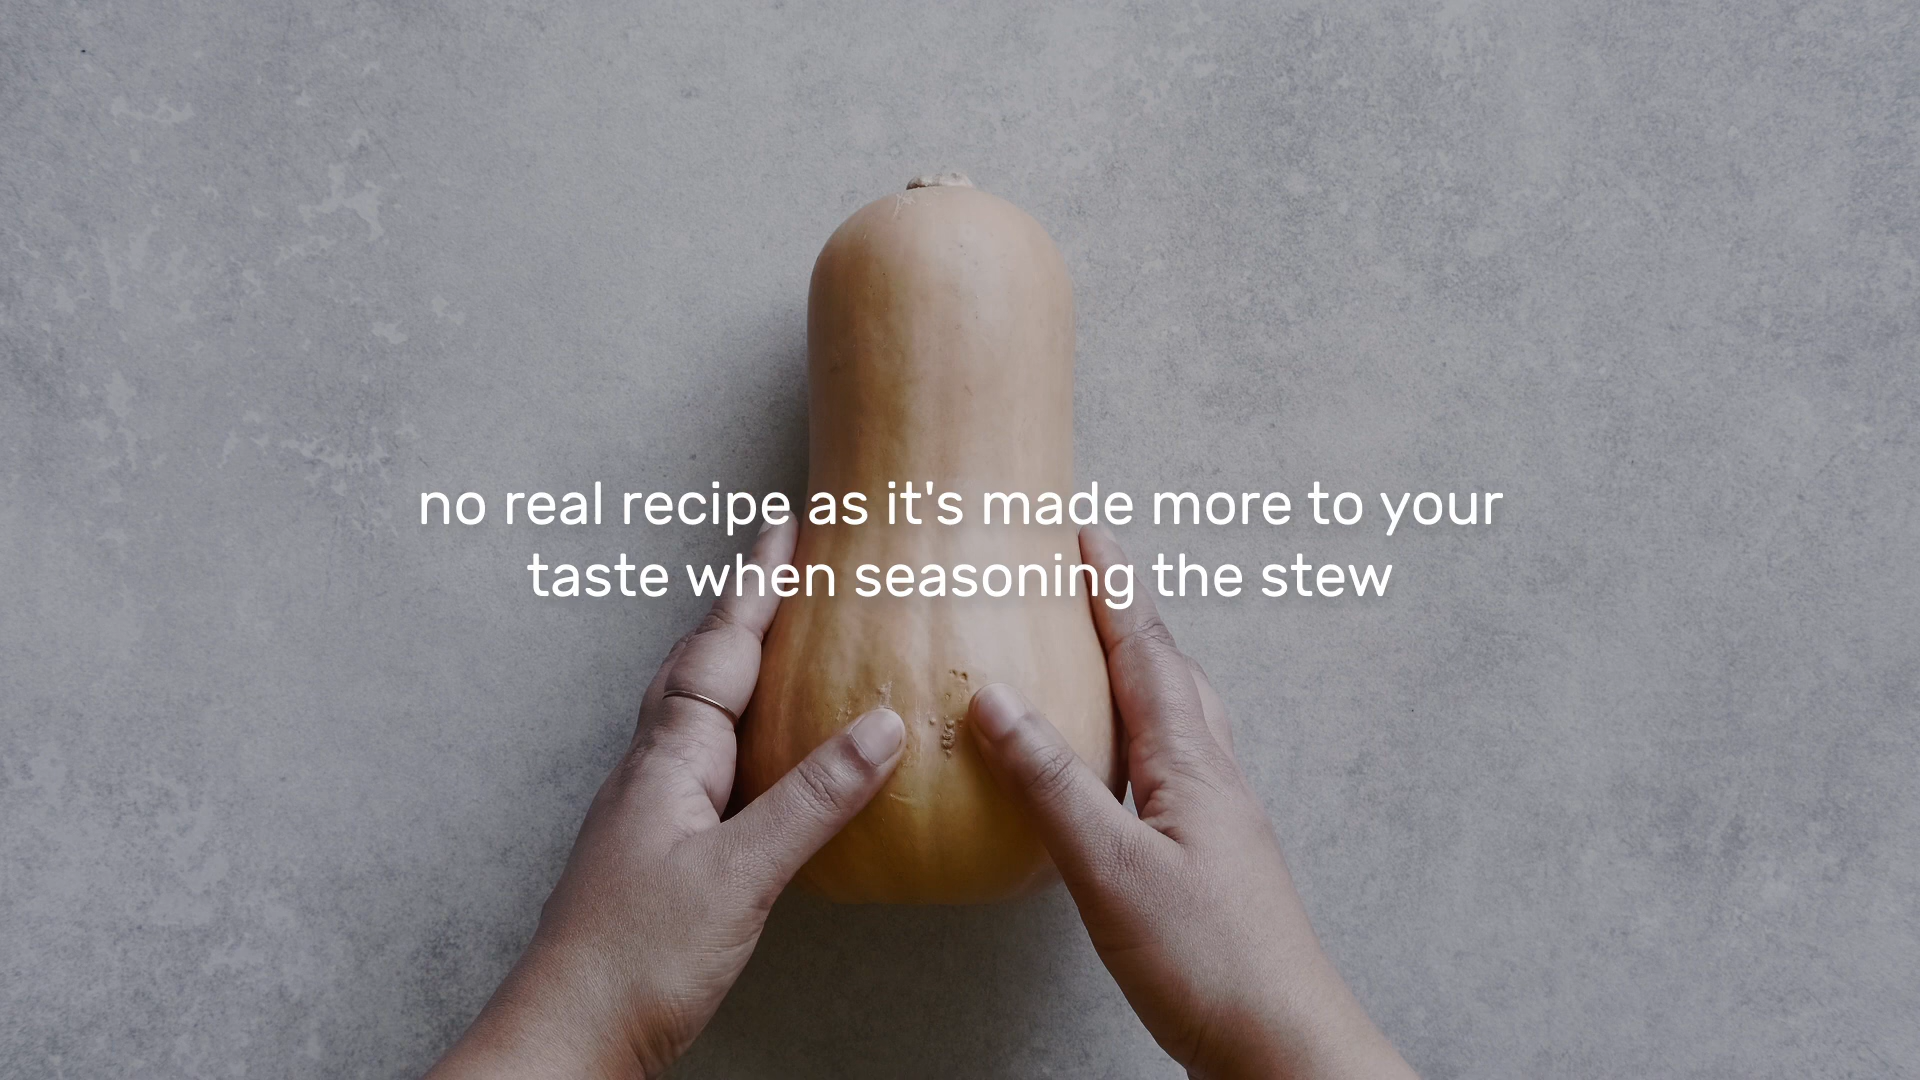 no real recipe as it's made more to your
taste when seasoning the stew